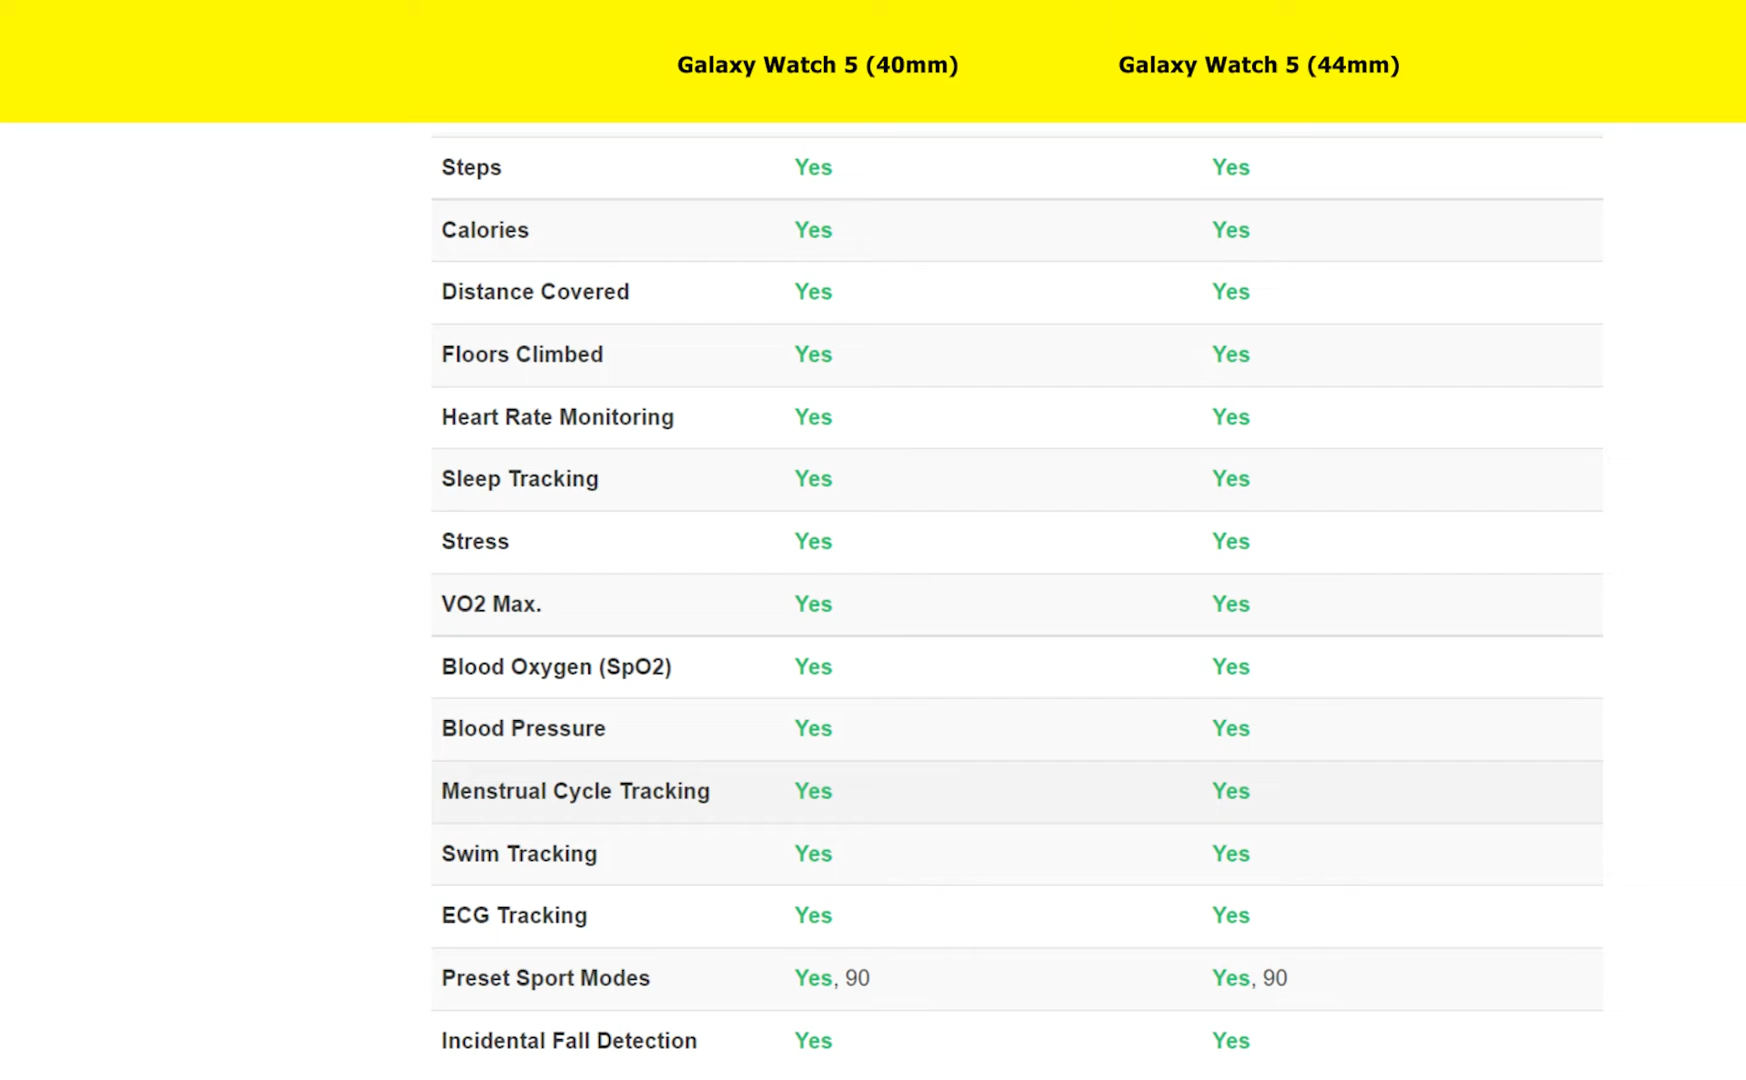 Galaxy Watch 5 (40mm) Galaxy Watch 5 (44mm)
Steps Yes Yes
Calories Yes Yes
Distance Covered Yes Yes
Floors Climbed Yes Yes
Heart Rate Monitoring Yes Yes
Sleep Tracking Yes Yes
Stress Yes Yes
VO2 Max. Yes Yes
Blood Oxygen (SpO2) Yes Yes
Blood Pressure Yes Yes
Menstrual Cycle Tracking Yes Yes
Swim Tracking Yes Yes
ECG Tracking Yes Yes
Preset Sport Modes Yes, 90 Yes, 90
Incidental Fall Detection Yes Yes